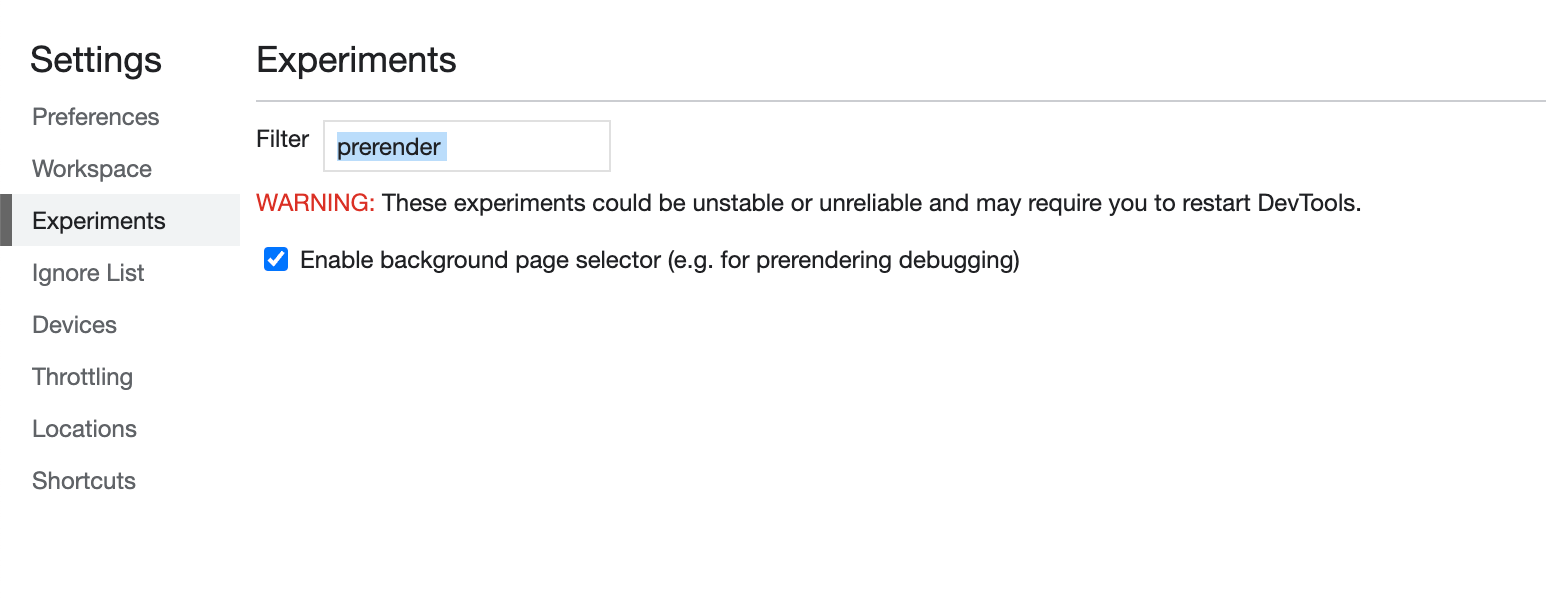 Settings
Preferences
Workspace
Experiments
Ignore List
Devices
Throttling
Locations
Shortcuts
Experiments
Filter prerender
WARNING: These experiments could be unstable or unreliable and may require you to restart DevTools.
Enable background page selector (e.g. for prerendering debugging)